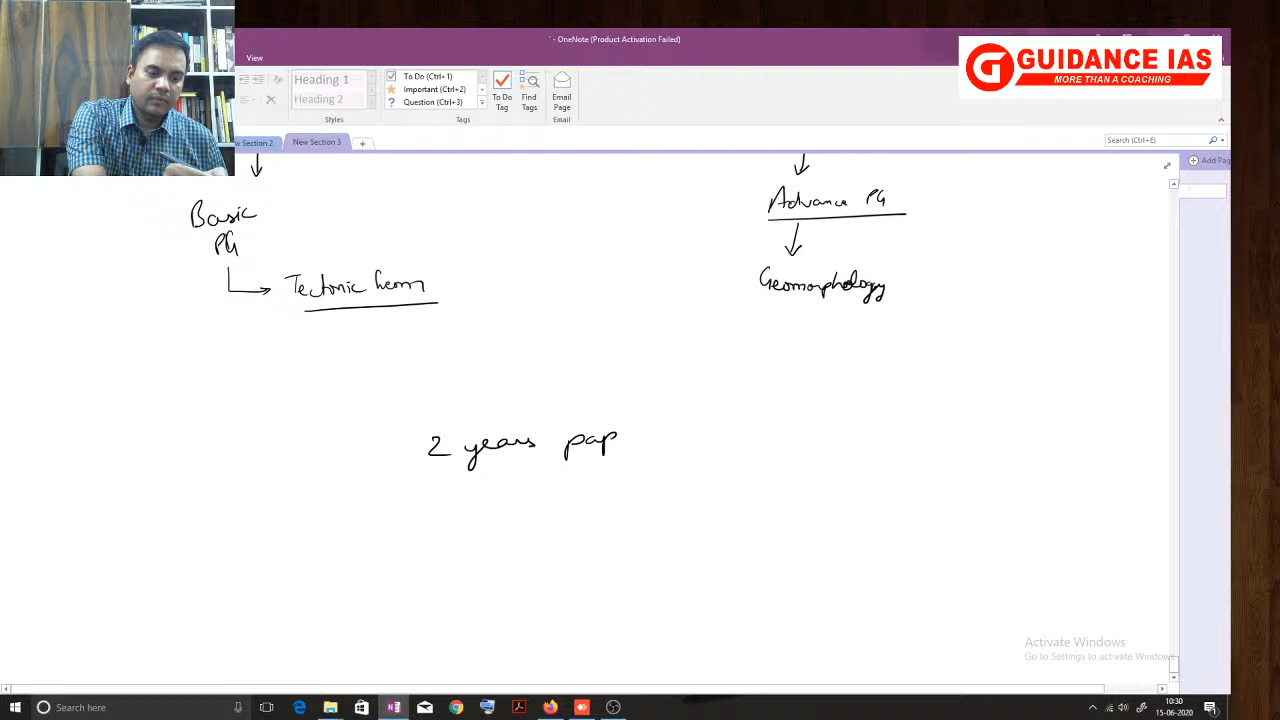 - OneNote (Product Activation Failed)
GUIDANCE IAS
MORE THAN A COACHING
View
Heading 1
Heading 2
Styles
To Do (Ctrl+1)
Important (Ctrl+2)
Question (Ctrl+3)
To Do Tag
Find Tags
Email Page
Tags
Email
Section 2
New Section 3
Search (Ctrl+E)
Add Pag
Basic
PG
Tectonic
Advance PG
Geomorphology
2 years pap
Activate Windows
Go to Settings to activate Windows
Search here
10:30
15-06-2020